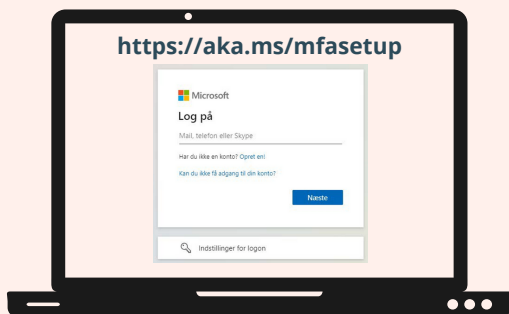 https://aka.ms/mfasetup
Microsoft
Log på
Mail, telefon eller Skype
Har du ikke en konto? Opret en!
Kan du ikke få adgang til din konto?
Næste
Indstillinger for logon